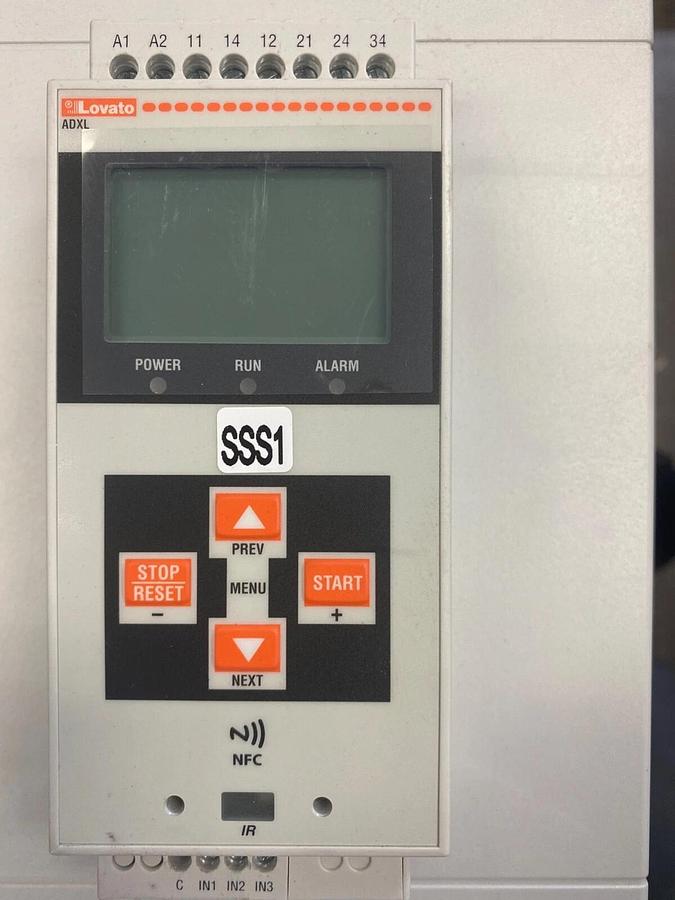 A1 A2 11 14 12 21 24 34
Lovato
ADXL
POWER RUN ALARM
SSS1
PREV
STOP
RESET
-
MENU
START
+
NEXT
NFC
IR
C IN1 IN2 IN3